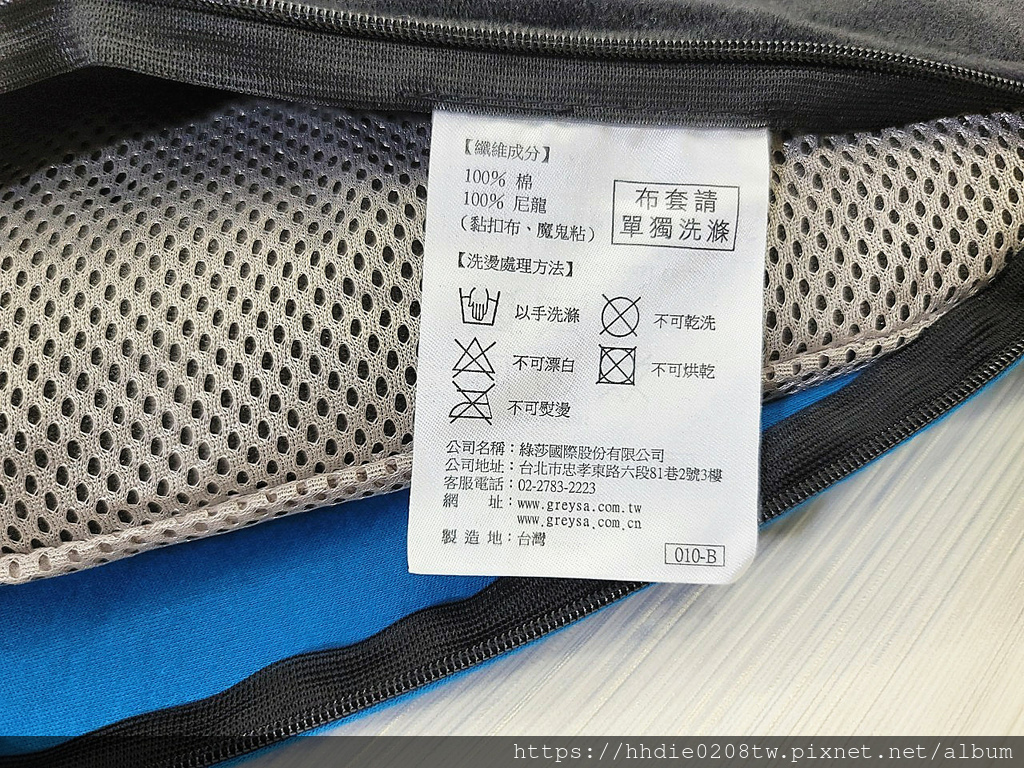 【纖維成分】
100% 棉
100% 尼龍
（黏扣布、魔鬼粘）
布套請
單獨洗滌
【洗燙處理方法】
以手洗滌
不可乾洗
不可漂白
不可烘乾
不可熨燙
公司名稱：綠莎國際股份有限公司
公司地址：台北市忠孝東路六段81巷2號3樓
客服電話：02-2783-2223
網　　址：www.greysa.com.tw
www.greysa.com.cn
製 造 地：台灣
010-B
https://hhdie0208tw.pixnet.net/album